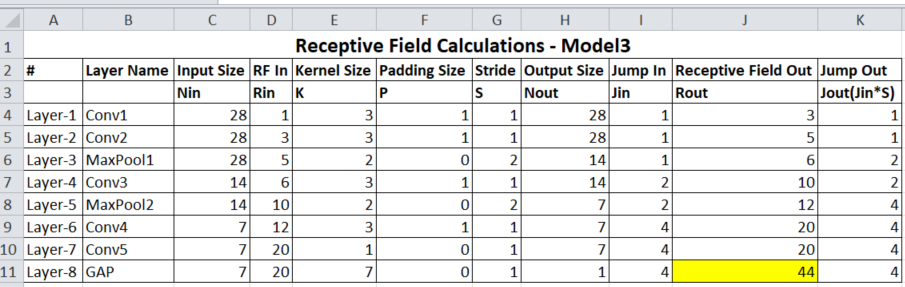 A B C D E F G H I J K
1 Receptive Field Calculations - Model3
2 # Layer Name Input Size RF In Kernel Size Padding Size Stride Output Size Jump In Receptive Field Out Jump Out
3 Nin Rin K P S Nout Jin Rout Jout(Jin*S)
4 Layer-1 Conv1 28 1 3 1 1 28 1 3 1
5 Layer-2 Conv2 28 3 3 1 1 28 1 5 1
6 Layer-3 MaxPool1 28 5 2 0 2 14 1 6 2
7 Layer-4 Conv3 14 6 3 1 1 14 2 10 2
8 Layer-5 MaxPool2 14 10 2 0 2 7 2 12 4
9 Layer-6 Conv4 7 12 3 1 1 7 4 20 4
10 Layer-7 Conv5 7 20 1 0 1 7 4 20 4
11 Layer-8 GAP 7 20 7 0 1 1 4 44 4